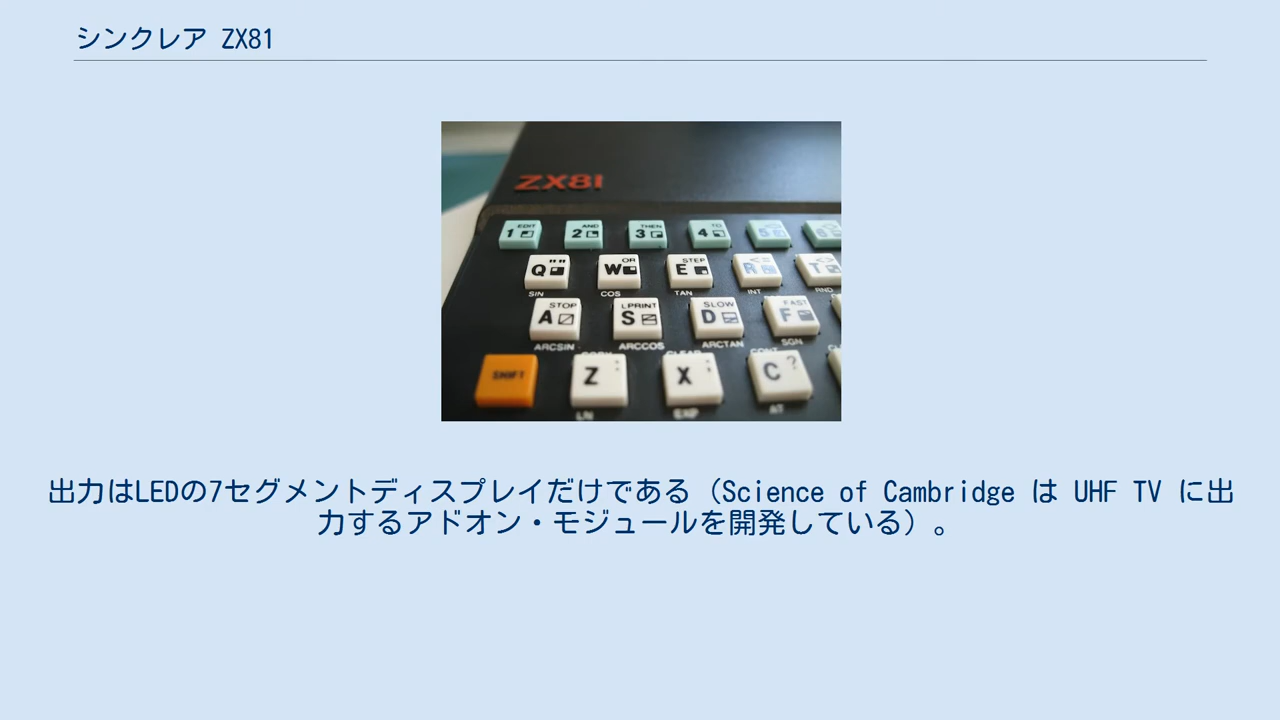 シンクレア ZX81
ZX81
EDIT AND THEN TO
1 2 3 4 5 6
"" OR STEP <= <>
Q W E R T
SIN COS TAN INT RND
STOP LPRINT SLOW FAST
A S D F
ARCSIN ARCCOS ARCTAN SGN
SHIFT Z X C ?
LN EXP AT
出力はLEDの7セグメントディスプレイだけである（Science of Cambridge は UHF TV に出
力するアドオン・モジュールを開発している）。